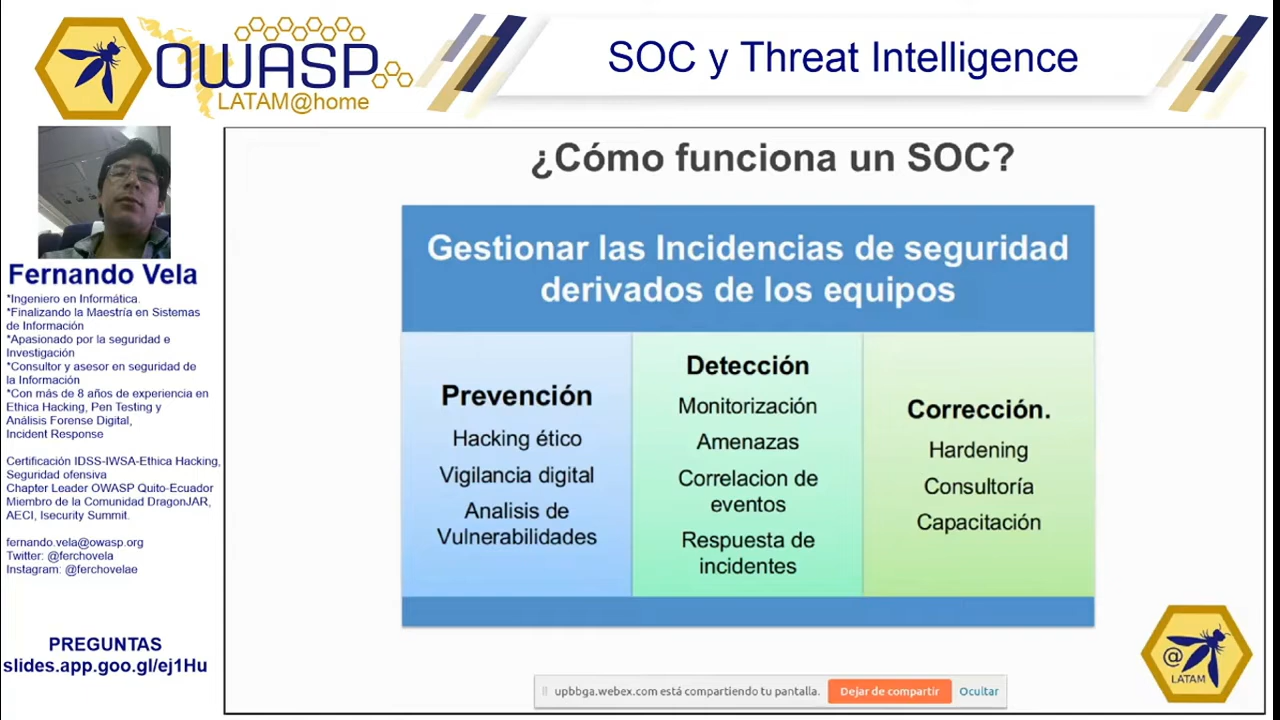 OWASP
LATAM@home
SOC y Threat Intelligence
Fernando Vela
*Ingeniero en Informática.
*Finalizando la Maestría en Sistemas
de Información
*Apasionado por la seguridad e
Investigación
*Consultor y asesor en seguridad de
la Información
*Con más de 8 años de experiencia en
Ethica Hacking, Pen Testing y
Análisis Forense Digital,
Incident Response
Certificación IDSS-IWSA-Ethica Hacking,
Seguridad ofensiva
Chapter Leader OWASP Quito-Ecuador
Miembro de la Comunidad DragonJAR,
AECI, Isecurity Summit.
fernando.vela@owasp.org
Twitter: @ferchovela
Instagram: @ferchovelae
PREGUNTAS
slides.app.goo.gl/ej1Hu
¿Cómo funciona un SOC?
Gestionar las Incidencias de seguridad
derivados de los equipos
Prevención
Hacking ético
Vigilancia digital
Analisis de
Vulnerabilidades
Detección
Monitorización
Amenazas
Correlacion de
eventos
Respuesta de
incidentes
Corrección.
Hardening
Consultoría
Capacitación
upbbga.webex.com está compartiendo tu pantalla.
Dejar de compartir
Ocultar
@
LATAM